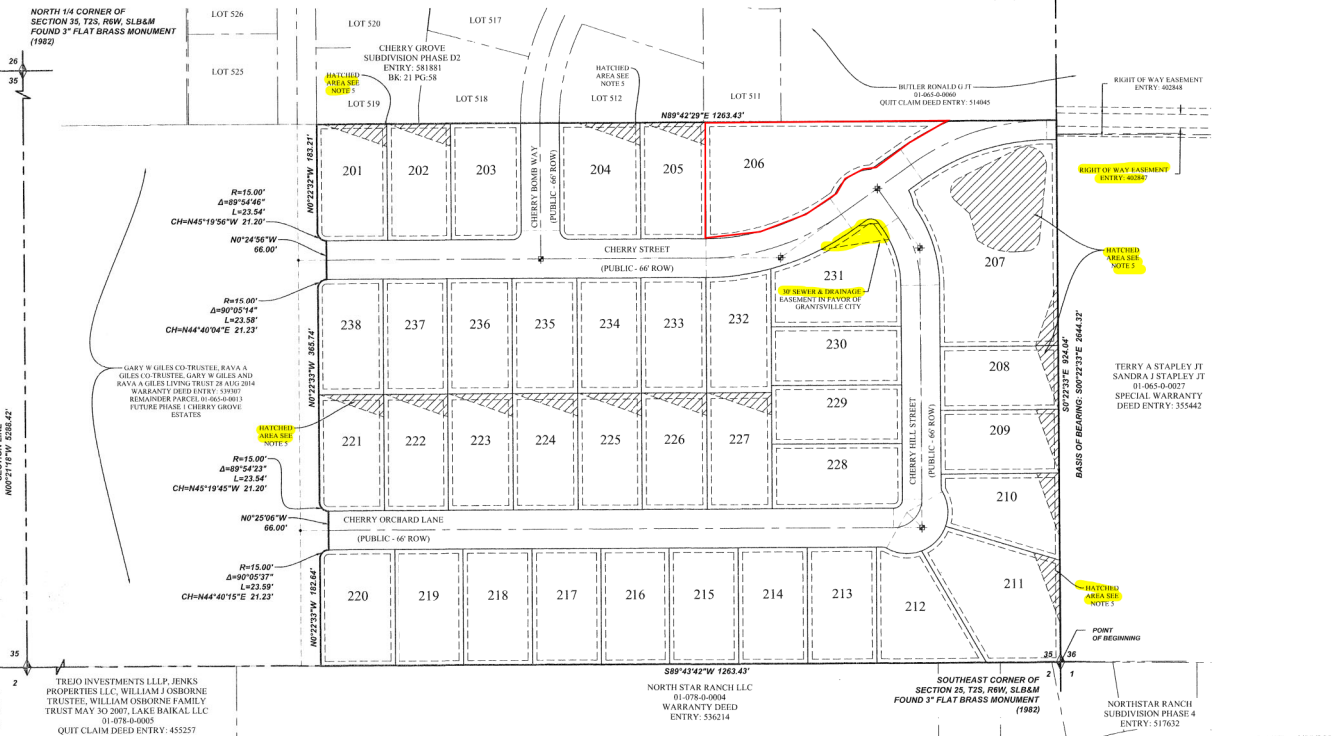 NORTH 1/4 CORNER OF
SECTION 35, T2S, R6W, SLB&M
FOUND 3" FLAT BRASS MONUMENT
(1982)
26
35
LOT 526
LOT 525
LOT 520
LOT 517
CHERRY GROVE
SUBDIVISION PHASE D2
ENTRY: 581881
BK: 21 PG:58
HATCHED
AREA SEE
NOTE 5
LOT 519
LOT 518
HATCHED
AREA SEE
NOTE 5
LOT 512
LOT 511
BUTLER RONALD G JT
01-065-0-0060
QUIT CLAIM DEED ENTRY: 514045
RIGHT OF WAY EASEMENT
ENTRY: 402848
RIGHT OF WAY EASEMENT
ENTRY: 402847
N89°42'29"E 1263.43'
N0°22'32"W 183.21'
201
202
203
204
205
206
CHERRY BOMB WAY
(PUBLIC - 66' ROW)
R=15.00'
Δ=89°54'46"
L=23.54'
CH=N45°19'56"W 21.20'
N0°24'56"W
66.00'
CHERRY STREET
(PUBLIC - 66' ROW)
207
HATCHED
AREA SEE
NOTE 5
R=15.00'
Δ=90°05'14"
L=23.58'
CH=N44°40'04"E 21.23'
231
30' SEWER & DRAINAGE
EASEMENT IN FAVOR OF
GRANTSVILLE CITY
238
237
236
235
234
233
232
230
208
N0°22'33"W 365.74'
GARY W GILES CO-TRUSTEE, RAVA A
GILES CO-TRUSTEE, GARY W GILES AND
RAVA A GILES LIVING TRUST 28 AUG 2014
WARRANTY DEED ENTRY: 539307
REMAINDER PARCEL 01-065-0-0013
FUTURE PHASE 1 CHERRY GROVE
ESTATES
TERRY A STAPLEY JT
SANDRA J STAPLEY JT
01-065-0-0027
SPECIAL WARRANTY
DEED ENTRY: 355442
S0°22'33"E 924.04'
BASIS OF BEARING: S00°22'33"E 2644.32'
229
209
HATCHED
AREA SEE
NOTE 5
221
222
223
224
225
226
227
228
CHERRY HILL STREET
(PUBLIC - 66' ROW)
210
N00°21'18"W 5288.42'
R=15.00'
Δ=89°54'23"
L=23.54'
CH=N45°19'45"W 21.20'
N0°25'06"W
66.00'
CHERRY ORCHARD LANE
(PUBLIC - 66' ROW)
R=15.00'
Δ=90°05'37"
L=23.59'
CH=N44°40'15"E 21.23'
N0°22'33"W 182.64'
220
219
218
217
216
215
214
213
212
211
HATCHED
AREA SEE
NOTE 5
POINT
OF BEGINNING
35
36
2
1
35
2
S89°43'42"W 1263.43'
TREJO INVESTMENTS LLLP, JENKS
PROPERTIES LLC, WILLIAM J OSBORNE
TRUSTEE, WILLIAM OSBORNE FAMILY
TRUST MAY 3O 2007, LAKE BAIKAL LLC
01-078-0-0005
QUIT CLAIM DEED ENTRY: 455257
NORTH STAR RANCH LLC
01-078-0-0004
WARRANTY DEED
ENTRY: 536214
SOUTHEAST CORNER OF
SECTION 25, T2S, R6W, SLB&M
FOUND 3" FLAT BRASS MONUMENT
(1982)
NORTHSTAR RANCH
SUBDIVISION PHASE 4
ENTRY: 517632